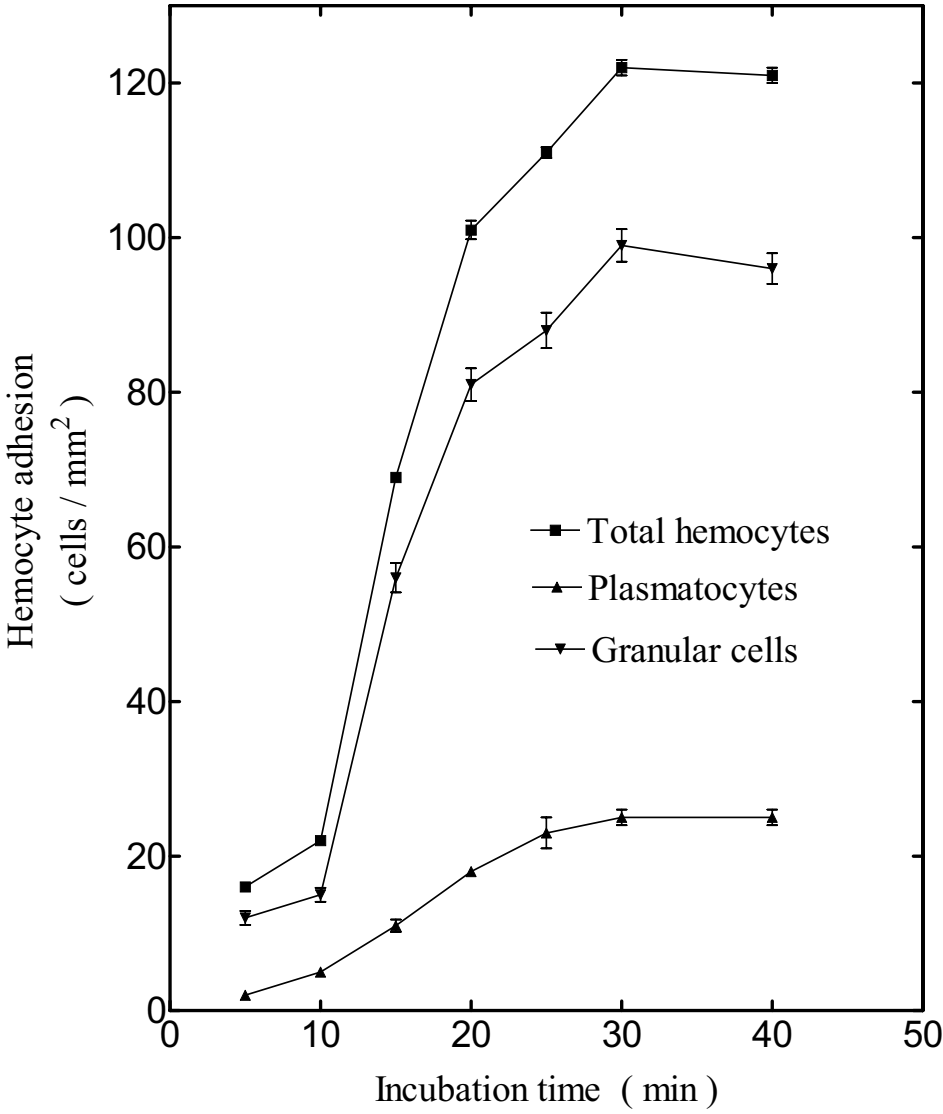 120
100
80
60
40
20
0
Hemocyte adhesion
( cells / mm²)
Total hemocytes
Plasmatocytes
Granular cells
0 10 20 30 40 50
Incubation time ( min )